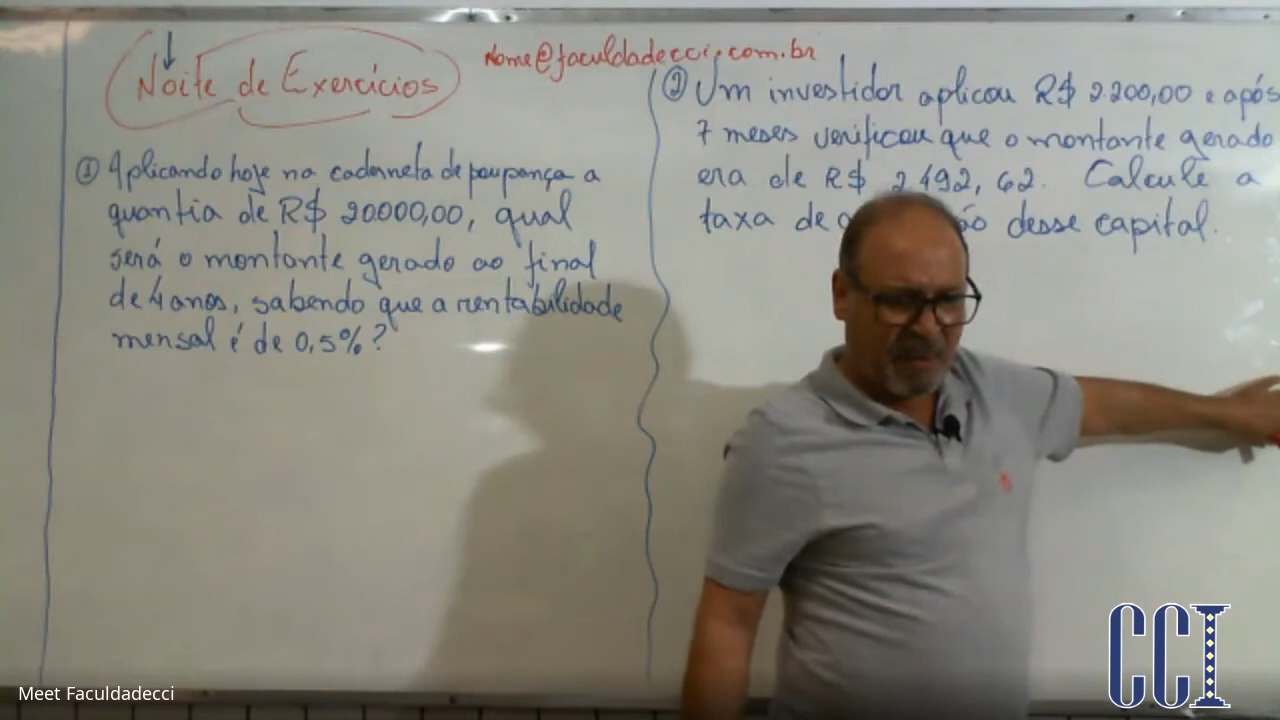 Noite de Exercícios
nome@faculdadecci.com.br
① Aplicando hoje na caderneta de poupança a
quantia de R$ 20000,00, qual
será o montante gerado ao final
de 4 anos, sabendo que a rentabilidade
mensal é de 0,5%?
② Um investidor aplicou R$ 2200,00 e após
7 meses verificou que o montante gerado
era de R$ 2492,62. Calcule a
taxa de desse capital.
Meet Faculdadecci
CCI